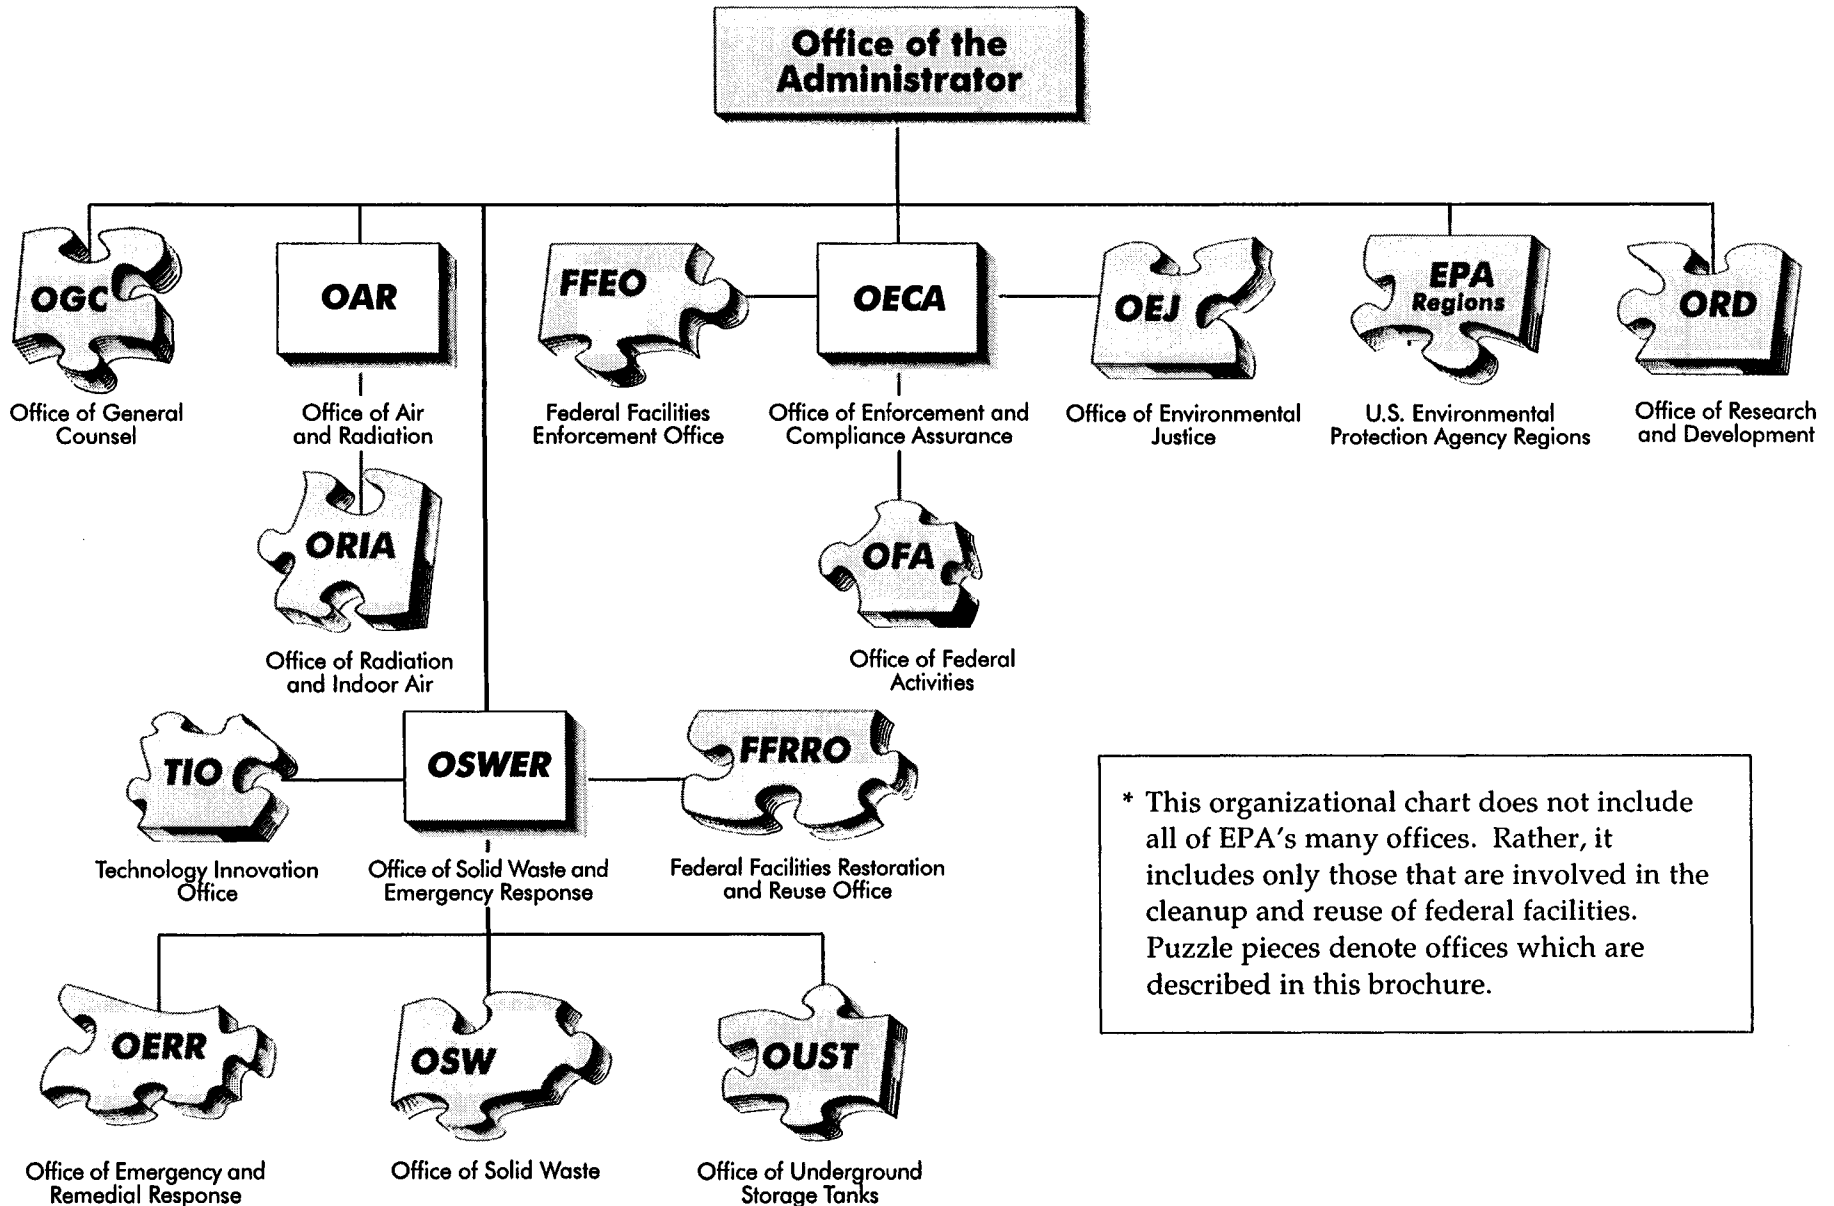 Office of the
Administrator
OGC
Office of General
Counsel
OAR
Office of Air
and Radiation
FFEO
Federal Facilities
Enforcement Office
OECA
Office of Enforcement and
Compliance Assurance
OEJ
Office of Environmental
Justice
EPA
Regions
U.S. Environmental
Protection Agency Regions
ORD
Office of Research
and Development
ORIA
Office of Radiation
and Indoor Air
OFA
Office of Federal
Activities
TIO
Technology Innovation
Office
OSWER
Office of Solid Waste and
Emergency Response
FFRRO
Federal Facilities Restoration
and Reuse Office
* This organizational chart does not include
all of EPA's many offices. Rather, it
includes only those that are involved in the
cleanup and reuse of federal facilities.
Puzzle pieces denote offices which are
described in this brochure.
OERR
Office of Emergency and
Remedial Response
OSW
Office of Solid Waste
OUST
Office of Underground
Storage Tanks